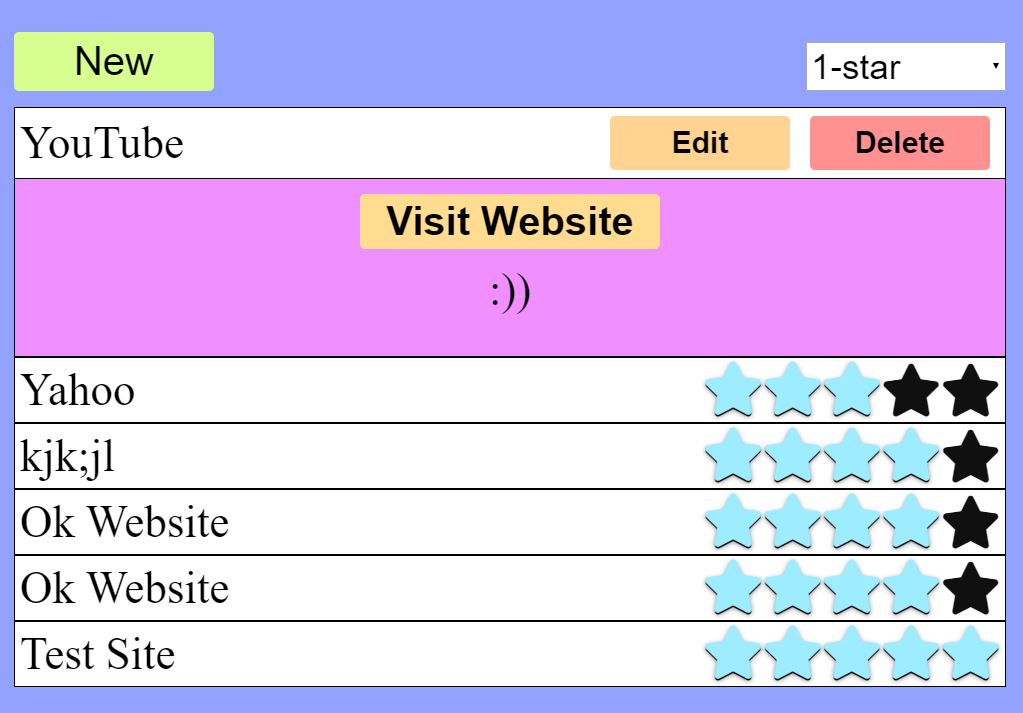 New
1-star
YouTube
Edit
Delete
Visit Website
:))
Yahoo
kjk;jl
Ok Website
Ok Website
Test Site